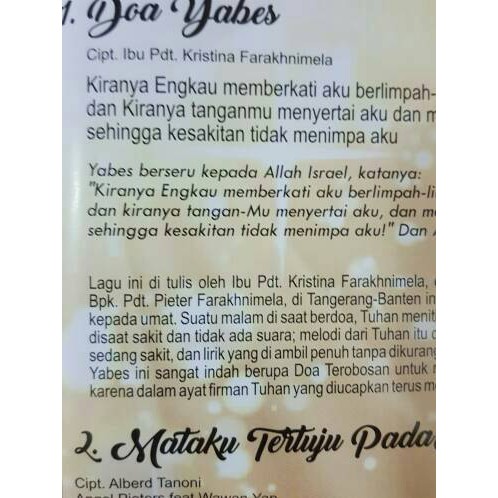 1. Doa Yabes
Cipt. Ibu Pdt. Kristina Farakhnimela
Kiranya Engkau memberkati aku berlimpah-
dan Kiranya tanganmu menyertai aku dan m
sehingga kesakitan tidak menimpa aku
Yabes berseru kepada Allah Israel, katanya:
"Kiranya Engkau memberkati aku berlimpah-li
dan kiranya tangan-Mu menyertai aku, dan me
sehingga kesakitan tidak menimpa aku!" Dan A
Lagu ini di tulis oleh Ibu Pdt. Kristina Farakhnimela,
Bpk. Pdt. Pieter Farakhnimela, di Tangerang-Banten in
kepada umat. Suatu malam di saat berdoa, Tuhan menit
disaat sakit dan tidak ada suara; melodi dari Tuhan itu
sedang sakit, dan lirik yang di ambil penuh tanpa dikurang
Yabes ini sangat indah berupa Doa Terobosan untuk
karena dalam ayat firman Tuhan yang diucapkan terus m
2. Mataku Tertuju Pada
Cipt. Alberd Tanoni